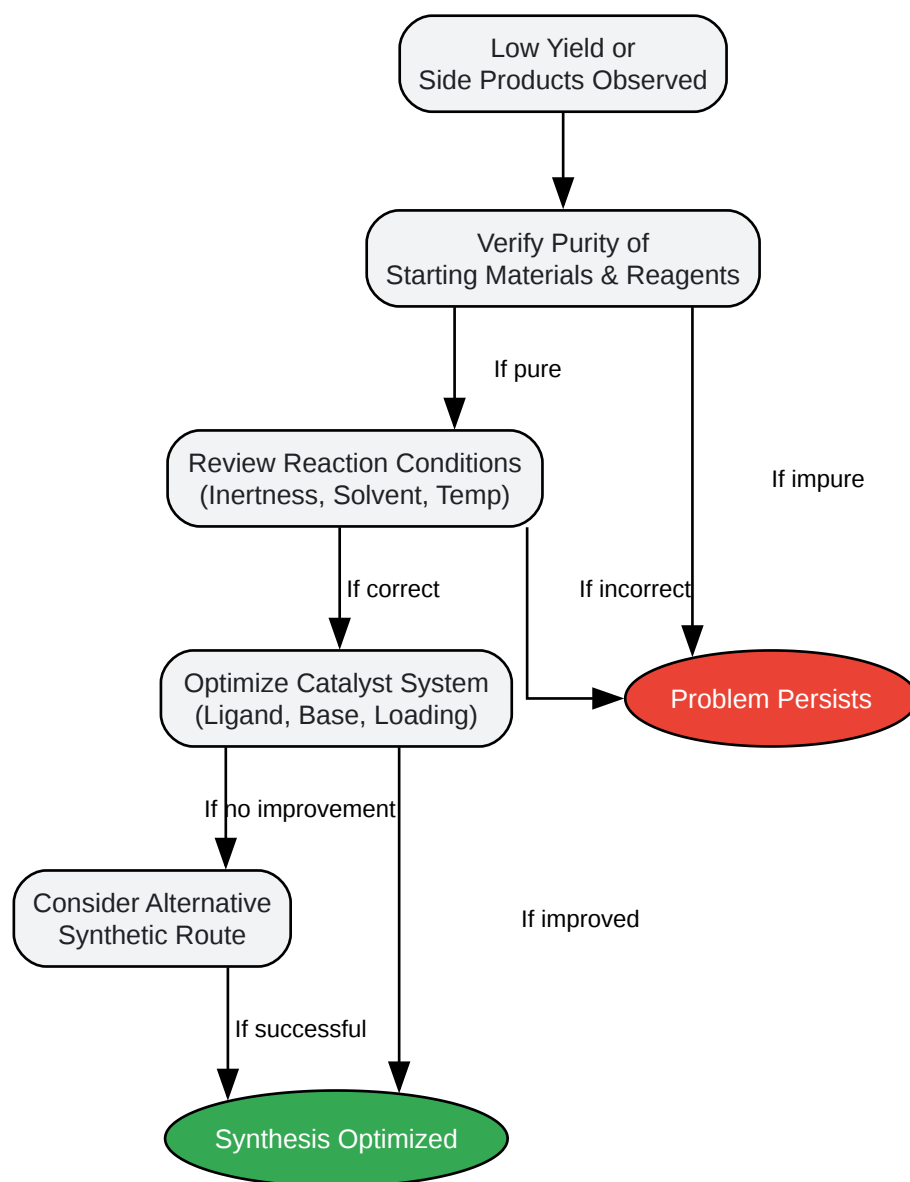 Low Yield or
Side Products Observed
Verify Purity of
Starting Materials & Reagents
If pure
Review Reaction Conditions
(Inertness, Solvent, Temp)
If impure
If correct
If incorrect
Optimize Catalyst System
(Ligand, Base, Loading)
Problem Persists
If no improvement
Consider Alternative
Synthetic Route
If improved
If successful
Synthesis Optimized